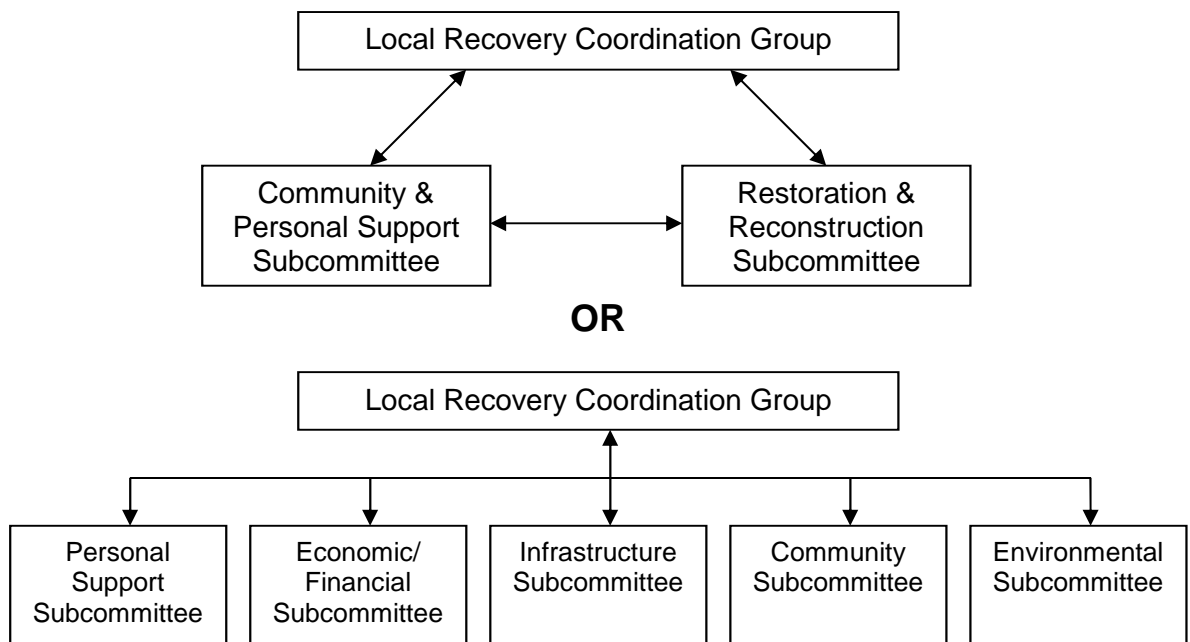 Local Recovery Coordination Group
Community &
Personal Support
Subcommittee
Restoration &
Reconstruction
Subcommittee
OR
Local Recovery Coordination Group
Personal
Support
Subcommittee
Economic/
Financial
Subcommittee
Infrastructure
Subcommittee
Community
Subcommittee
Environmental
Subcommittee